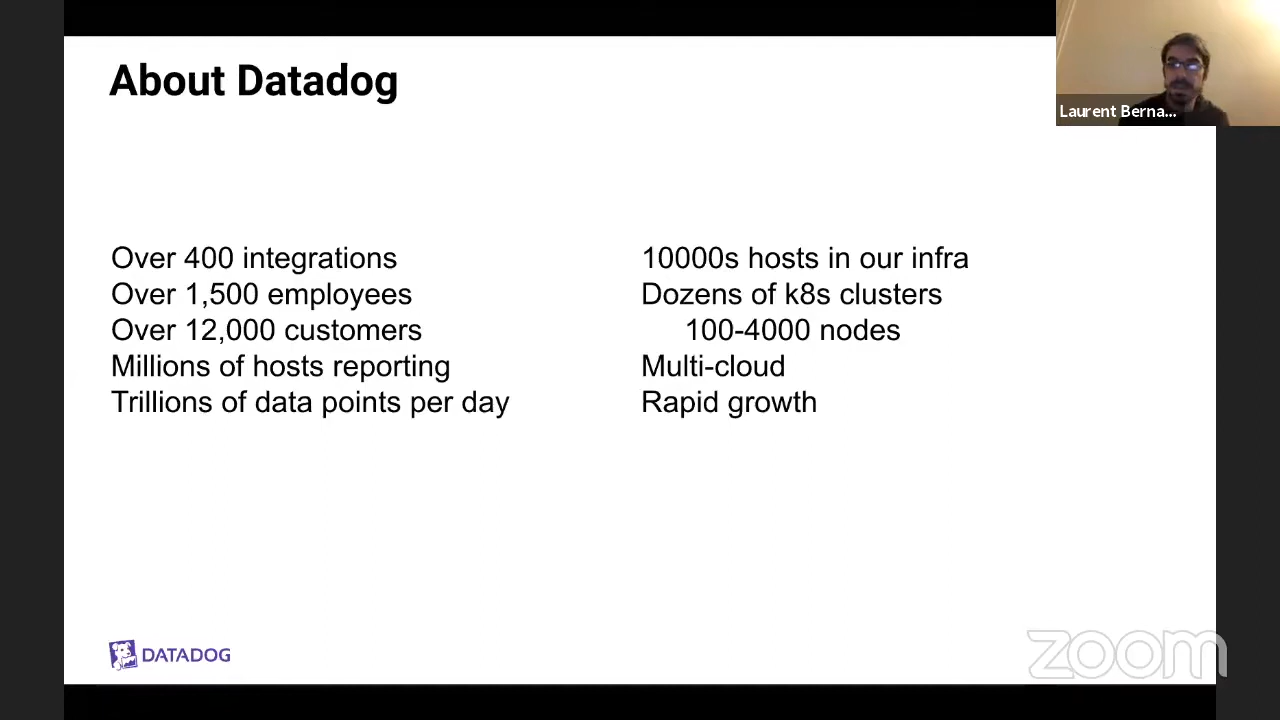 About Datadog
Laurent Berna...
Over 400 integrations
Over 1,500 employees
Over 12,000 customers
Millions of hosts reporting
Trillions of data points per day
10000s hosts in our infra
Dozens of k8s clusters
100-4000 nodes
Multi-cloud
Rapid growth
DATADOG
zoom